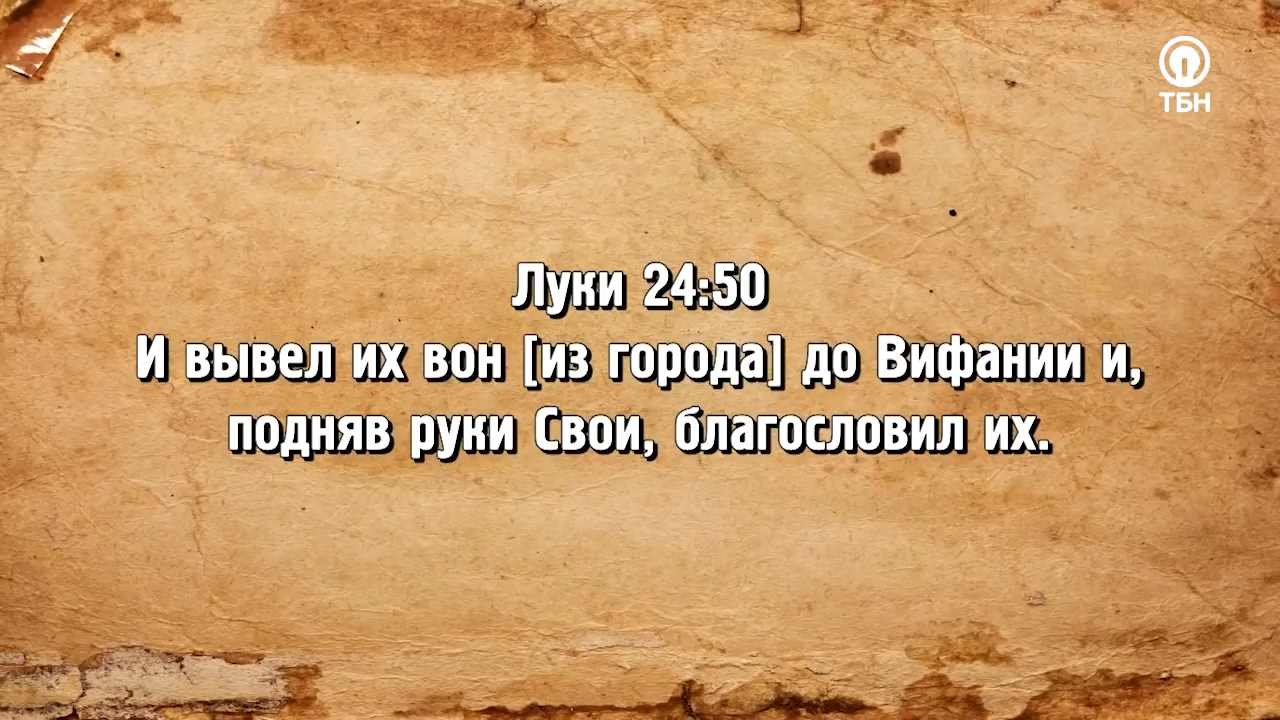 ТБН
Луки 24:50
И вывел их вон [из города] до Вифании и,
подняв руки Свои, благословил их.